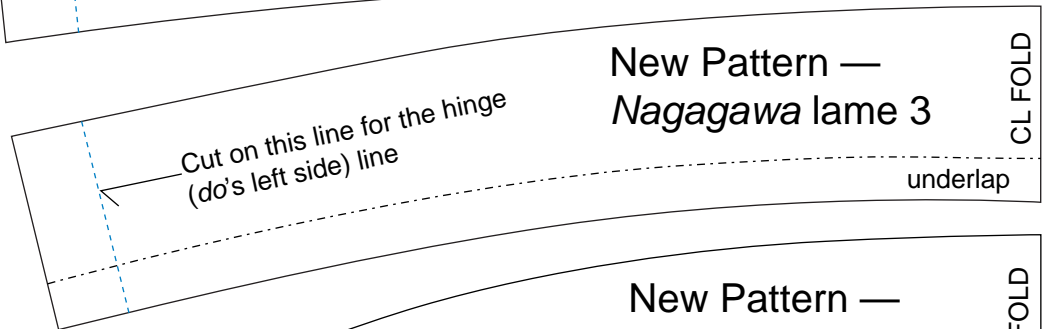 New Pattern —
Nagagawa lame 3
CL FOLD
Cut on this line for the hinge
(do's left side) line
underlap
New Pattern —
FOLD